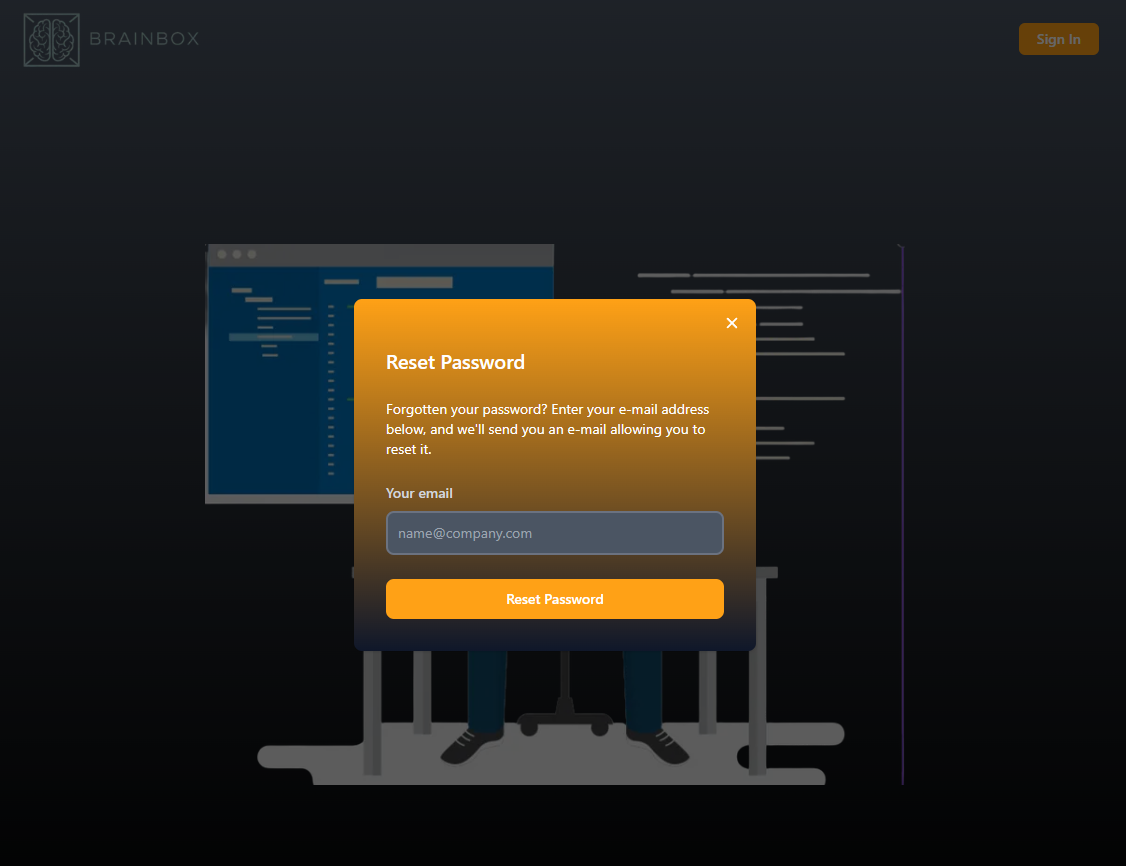 BRAINBOX
Sign In
Reset Password
Forgotten your password? Enter your e-mail address
below, and we'll send you an e-mail allowing you to
reset it.
Your email
name@company.com
Reset Password